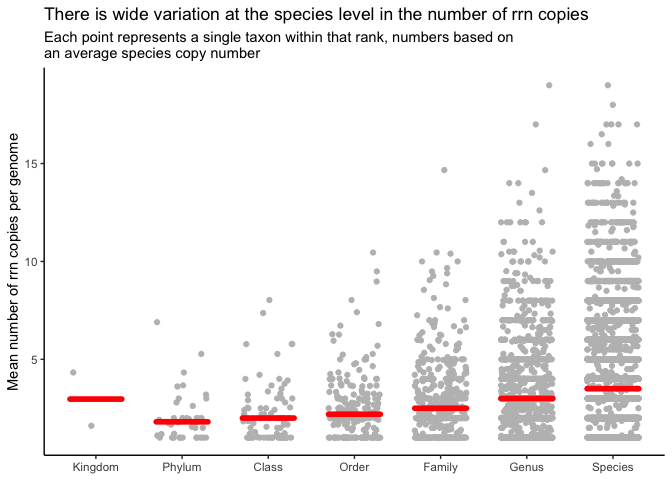 There is wide variation at the species level in the number of rrn copies
Each point represents a single taxon within that rank, numbers based on
an average species copy number
Mean number of rrn copies per genome
15
10
5
Kingdom Phylum Class Order Family Genus Species